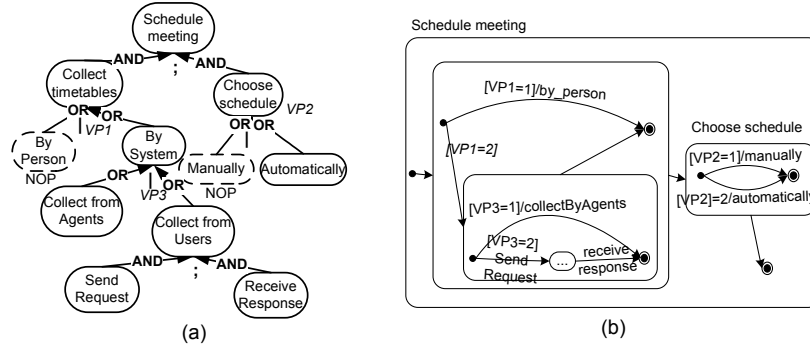 Schedule
meeting
AND
AND
;
Collect
timetables
Choose
schedule
VP2
OR
OR
VP1
OR
OR
By
Person
NOP
By
System
Manually
NOP
Automatically
OR
VP3
OR
Collect from
Agents
Collect from
Users
AND
AND
;
Send
Request
Receive
Response
(a)
Schedule meeting
[VP1=1]/by_person
[VP1=2]
[VP3=1]/collectByAgents
[VP3=2]
Send
Request
...
receive
response
Choose schedule
[VP2=1]/manually
[VP2]=2/automatically
(b)